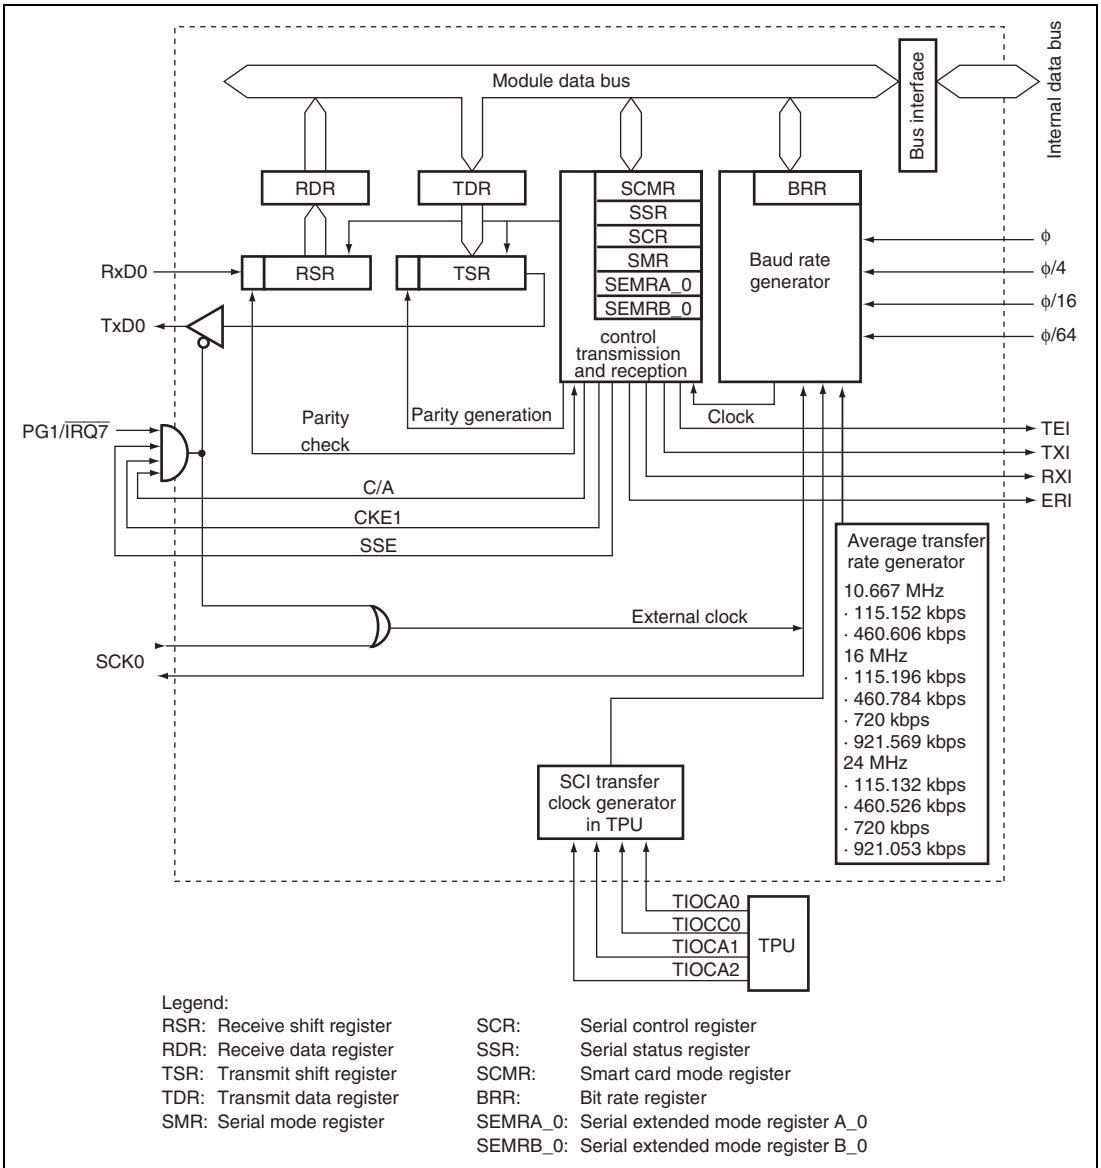 Module data bus
Bus interface
Internal data bus
RDR
TDR
SCMR
SSR
SCR
SMR
SEMRA_0
SEMRB_0
control
transmission
and reception
BRR
Baud rate
generator
RxD0
RSR
TSR
TxD0
ϕ
ϕ/4
ϕ/16
ϕ/64
Parity
check
Parity generation
Clock
PG1/I̅R̅Q̅7̅
TEI
TXI
RXI
ERI
C/A
CKE1
SSE
External clock
SCK0
Average transfer
rate generator
10.667 MHz
· 115.152 kbps
· 460.606 kbps
16 MHz
· 115.196 kbps
· 460.784 kbps
· 720 kbps
· 921.569 kbps
24 MHz
· 115.132 kbps
· 460.526 kbps
· 720 kbps
· 921.053 kbps
SCI transfer
clock generator
in TPU
TIOCA0
TIOCC0
TIOCA1
TIOCA2
TPU
Legend:
RSR: Receive shift register
RDR: Receive data register
TSR: Transmit shift register
TDR: Transmit data register
SMR: Serial mode register
SCR: Serial control register
SSR: Serial status register
SCMR: Smart card mode register
BRR: Bit rate register
SEMRA_0: Serial extended mode register A_0
SEMRB_0: Serial extended mode register B_0